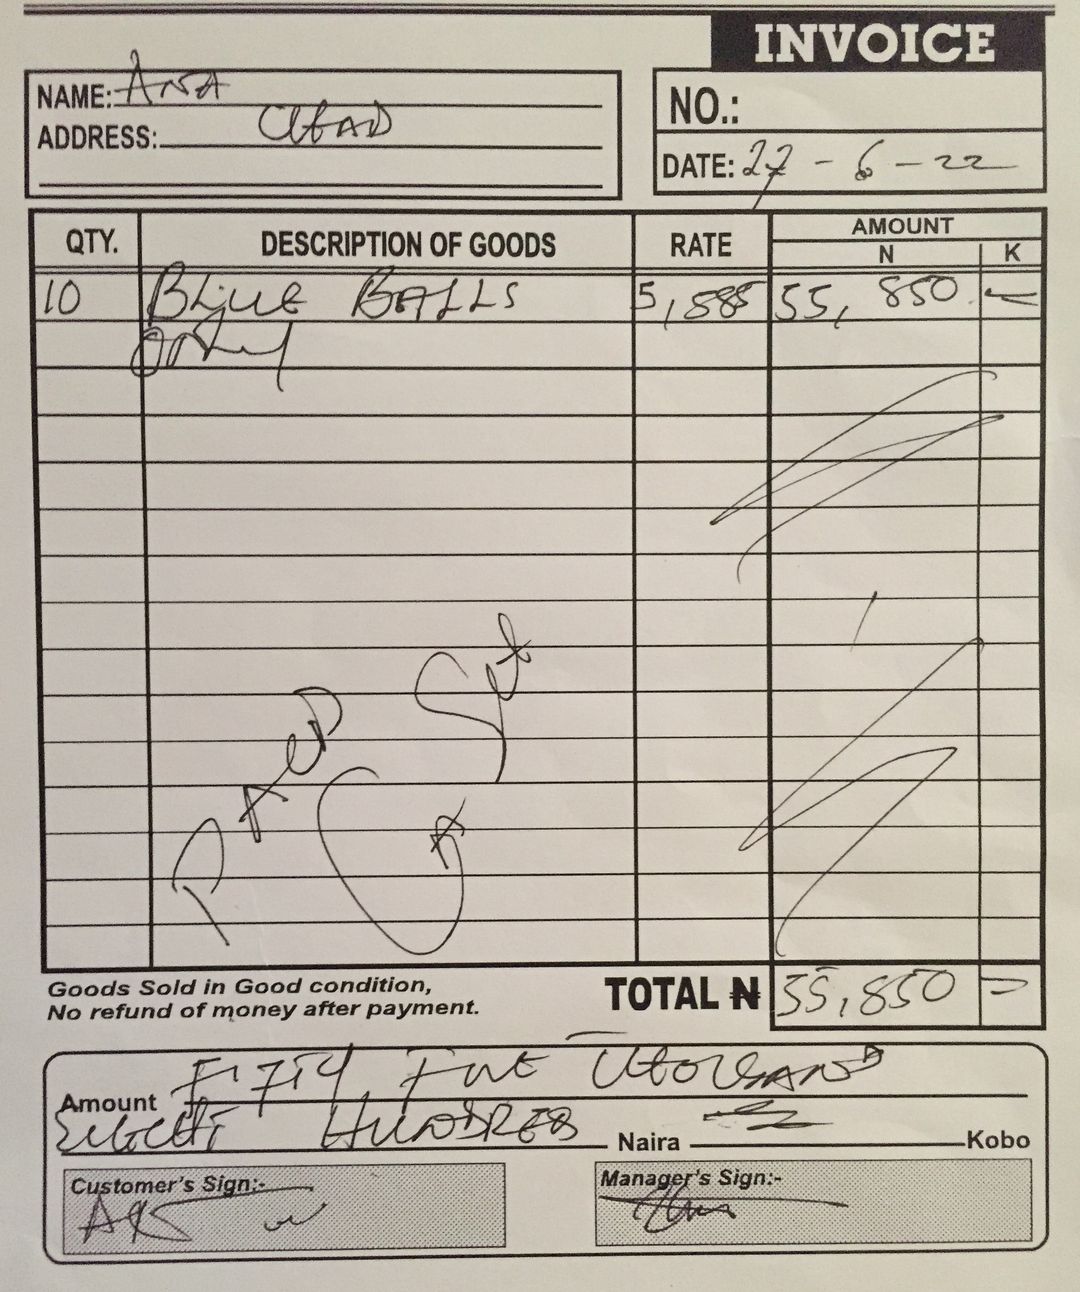 INVOICE
NAME: ANA
ADDRESS:
NO.:
DATE: 27 - 6 - 22
QTY. DESCRIPTION OF GOODS RATE AMOUNT
N K
10 BLUE BALLS 5,585 55,850
only
PAID
Goods Sold in Good condition,
No refund of money after payment.
TOTAL ₦ 55,850 =
Amount FIFTY FIVE THOUSAND
EIGHT HUNDRED Naira Kobo
Customer's Sign:-
Manager's Sign:-